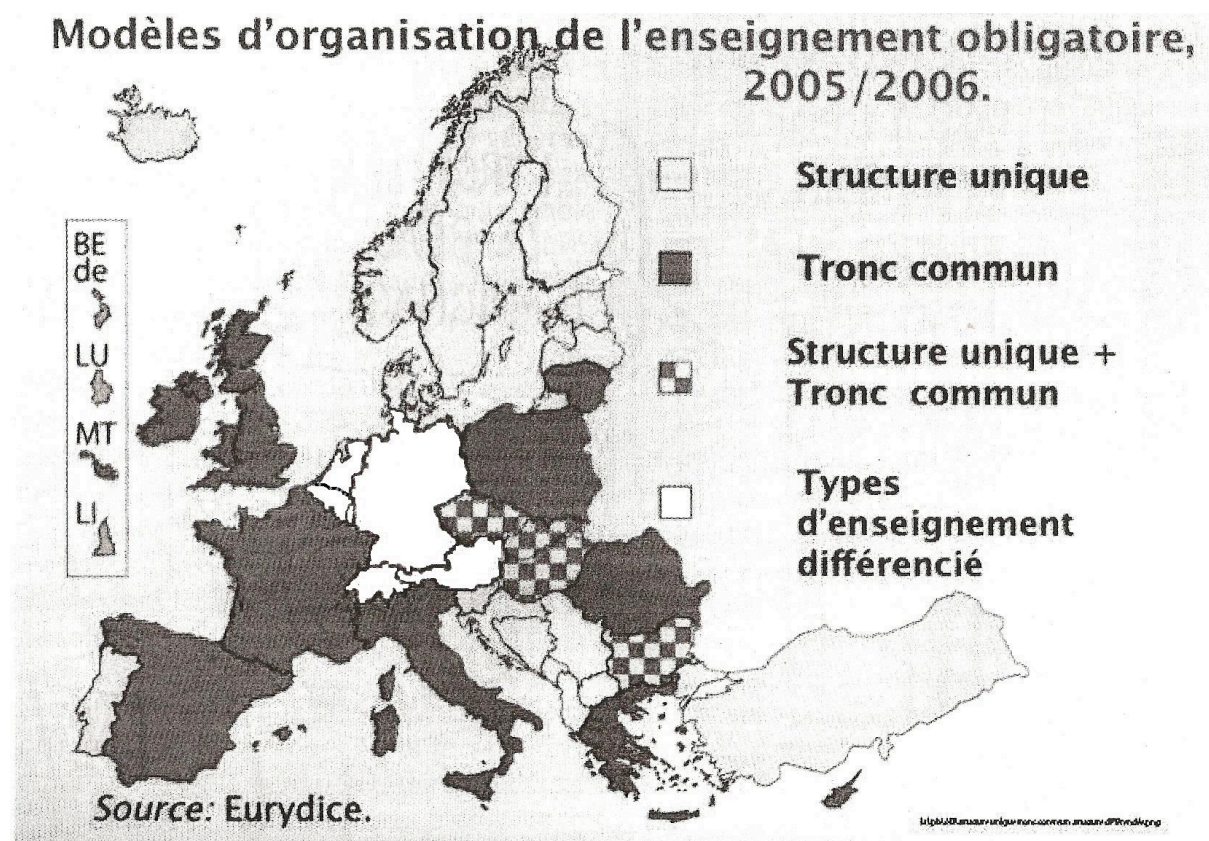 Modèles d'organisation de l'enseignement obligatoire,
2005/2006.
Structure unique
Tronc commun
Structure unique +
Tronc commun
Types
d'enseignement
différencié
BE
de
LU
MT
LI
Source: Eurydice.